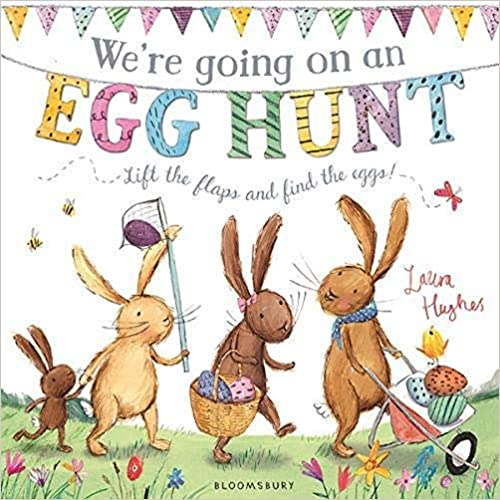 We're going on an
EGG HUNT
Lift the flaps and find the eggs!
Laura
Hughes
BLOOMSBURY